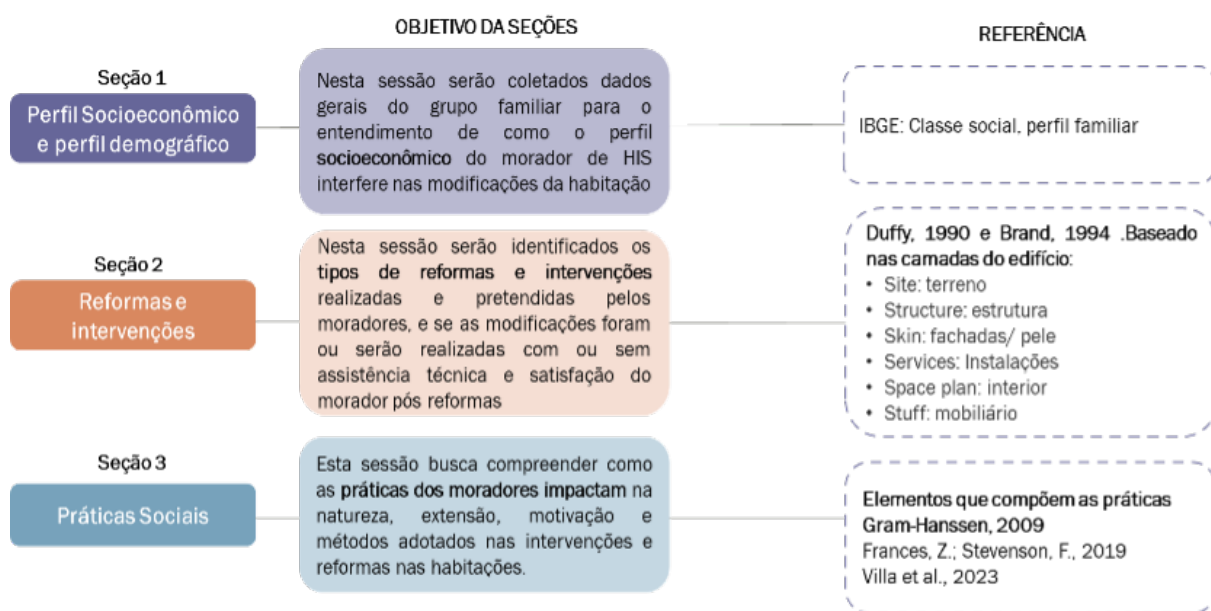 OBJETIVO DA SEÇÕES
REFERÊNCIA
Seção 1
Perfil Socioeconômico
e perfil demográfico
Nesta sessão serão coletados dados
gerais do grupo familiar para o
entendimento de como o perfil
socioeconômico do morador de HIS
interfere nas modificações da habitação
IBGE: Classe social, perfil familiar
Seção 2
Reformas e
intervenções
Nesta sessão serão identificados os
tipos de reformas e intervenções
realizadas e pretendidas pelos
moradores, e se as modificações foram
ou serão realizadas com ou sem
assistência técnica e satisfação do
morador pós reformas
Duffy, 1990 e Brand, 1994 .Baseado
nas camadas do edifício:
• Site: terreno
• Structure: estrutura
• Skin: fachadas/ pele
• Services: Instalações
• Space plan: interior
• Stuff: mobiliário
Seção 3
Práticas Sociais
Esta sessão busca compreender como
as práticas dos moradores impactam na
natureza, extensão, motivação e
métodos adotados nas intervenções e
reformas nas habitações.
Elementos que compõem as práticas
Gram-Hanssen, 2009
Frances, Z.; Stevenson, F., 2019
Villa et al., 2023